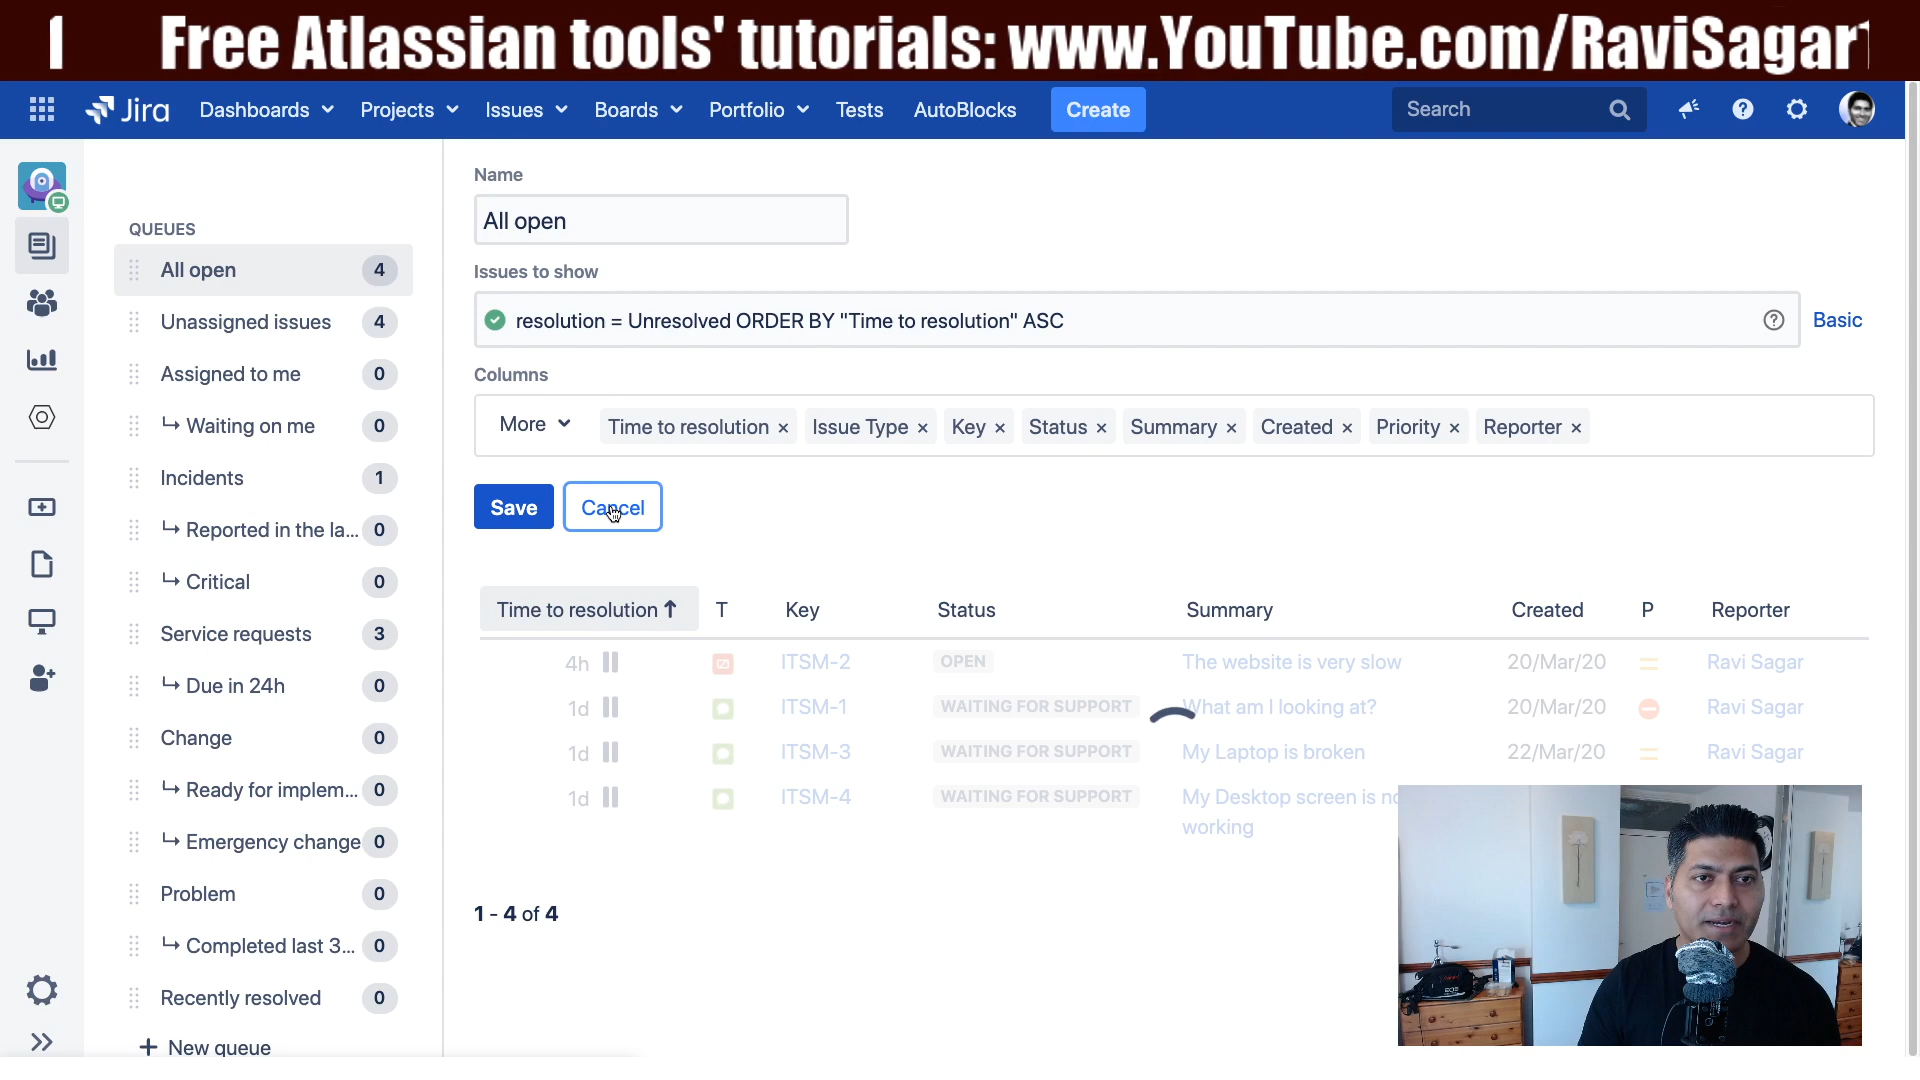 Free Atlassian tools' tutorials: www.YouTube.com/RaviSagar
Jira Dashboards Projects Issues Boards Portfolio Tests AutoBlocks Create Search
QUEUES
All open 4
Unassigned issues 4
Assigned to me 0
Waiting on me 0
Incidents 1
Reported in the la... 0
Critical 0
Service requests 3
Due in 24h 0
Change 0
Ready for implem... 0
Emergency change 0
Problem 0
Completed last 3... 0
Recently resolved 0
+ New queue
Name
All open
Issues to show
resolution = Unresolved ORDER BY "Time to resolution" ASC
Basic
Columns
More Time to resolution × Issue Type × Key × Status × Summary × Created × Priority × Reporter ×
Save Cancel
Time to resolution ↑ T Key Status Summary Created P Reporter
4h ITSM-2 OPEN The website is very slow 20/Mar/20 Ravi Sagar
1d ITSM-1 WAITING FOR SUPPORT What am I looking at? 20/Mar/20 Ravi Sagar
1d ITSM-3 WAITING FOR SUPPORT My Laptop is broken 22/Mar/20 Ravi Sagar
1d ITSM-4 WAITING FOR SUPPORT My Desktop screen is
working
1 - 4 of 4